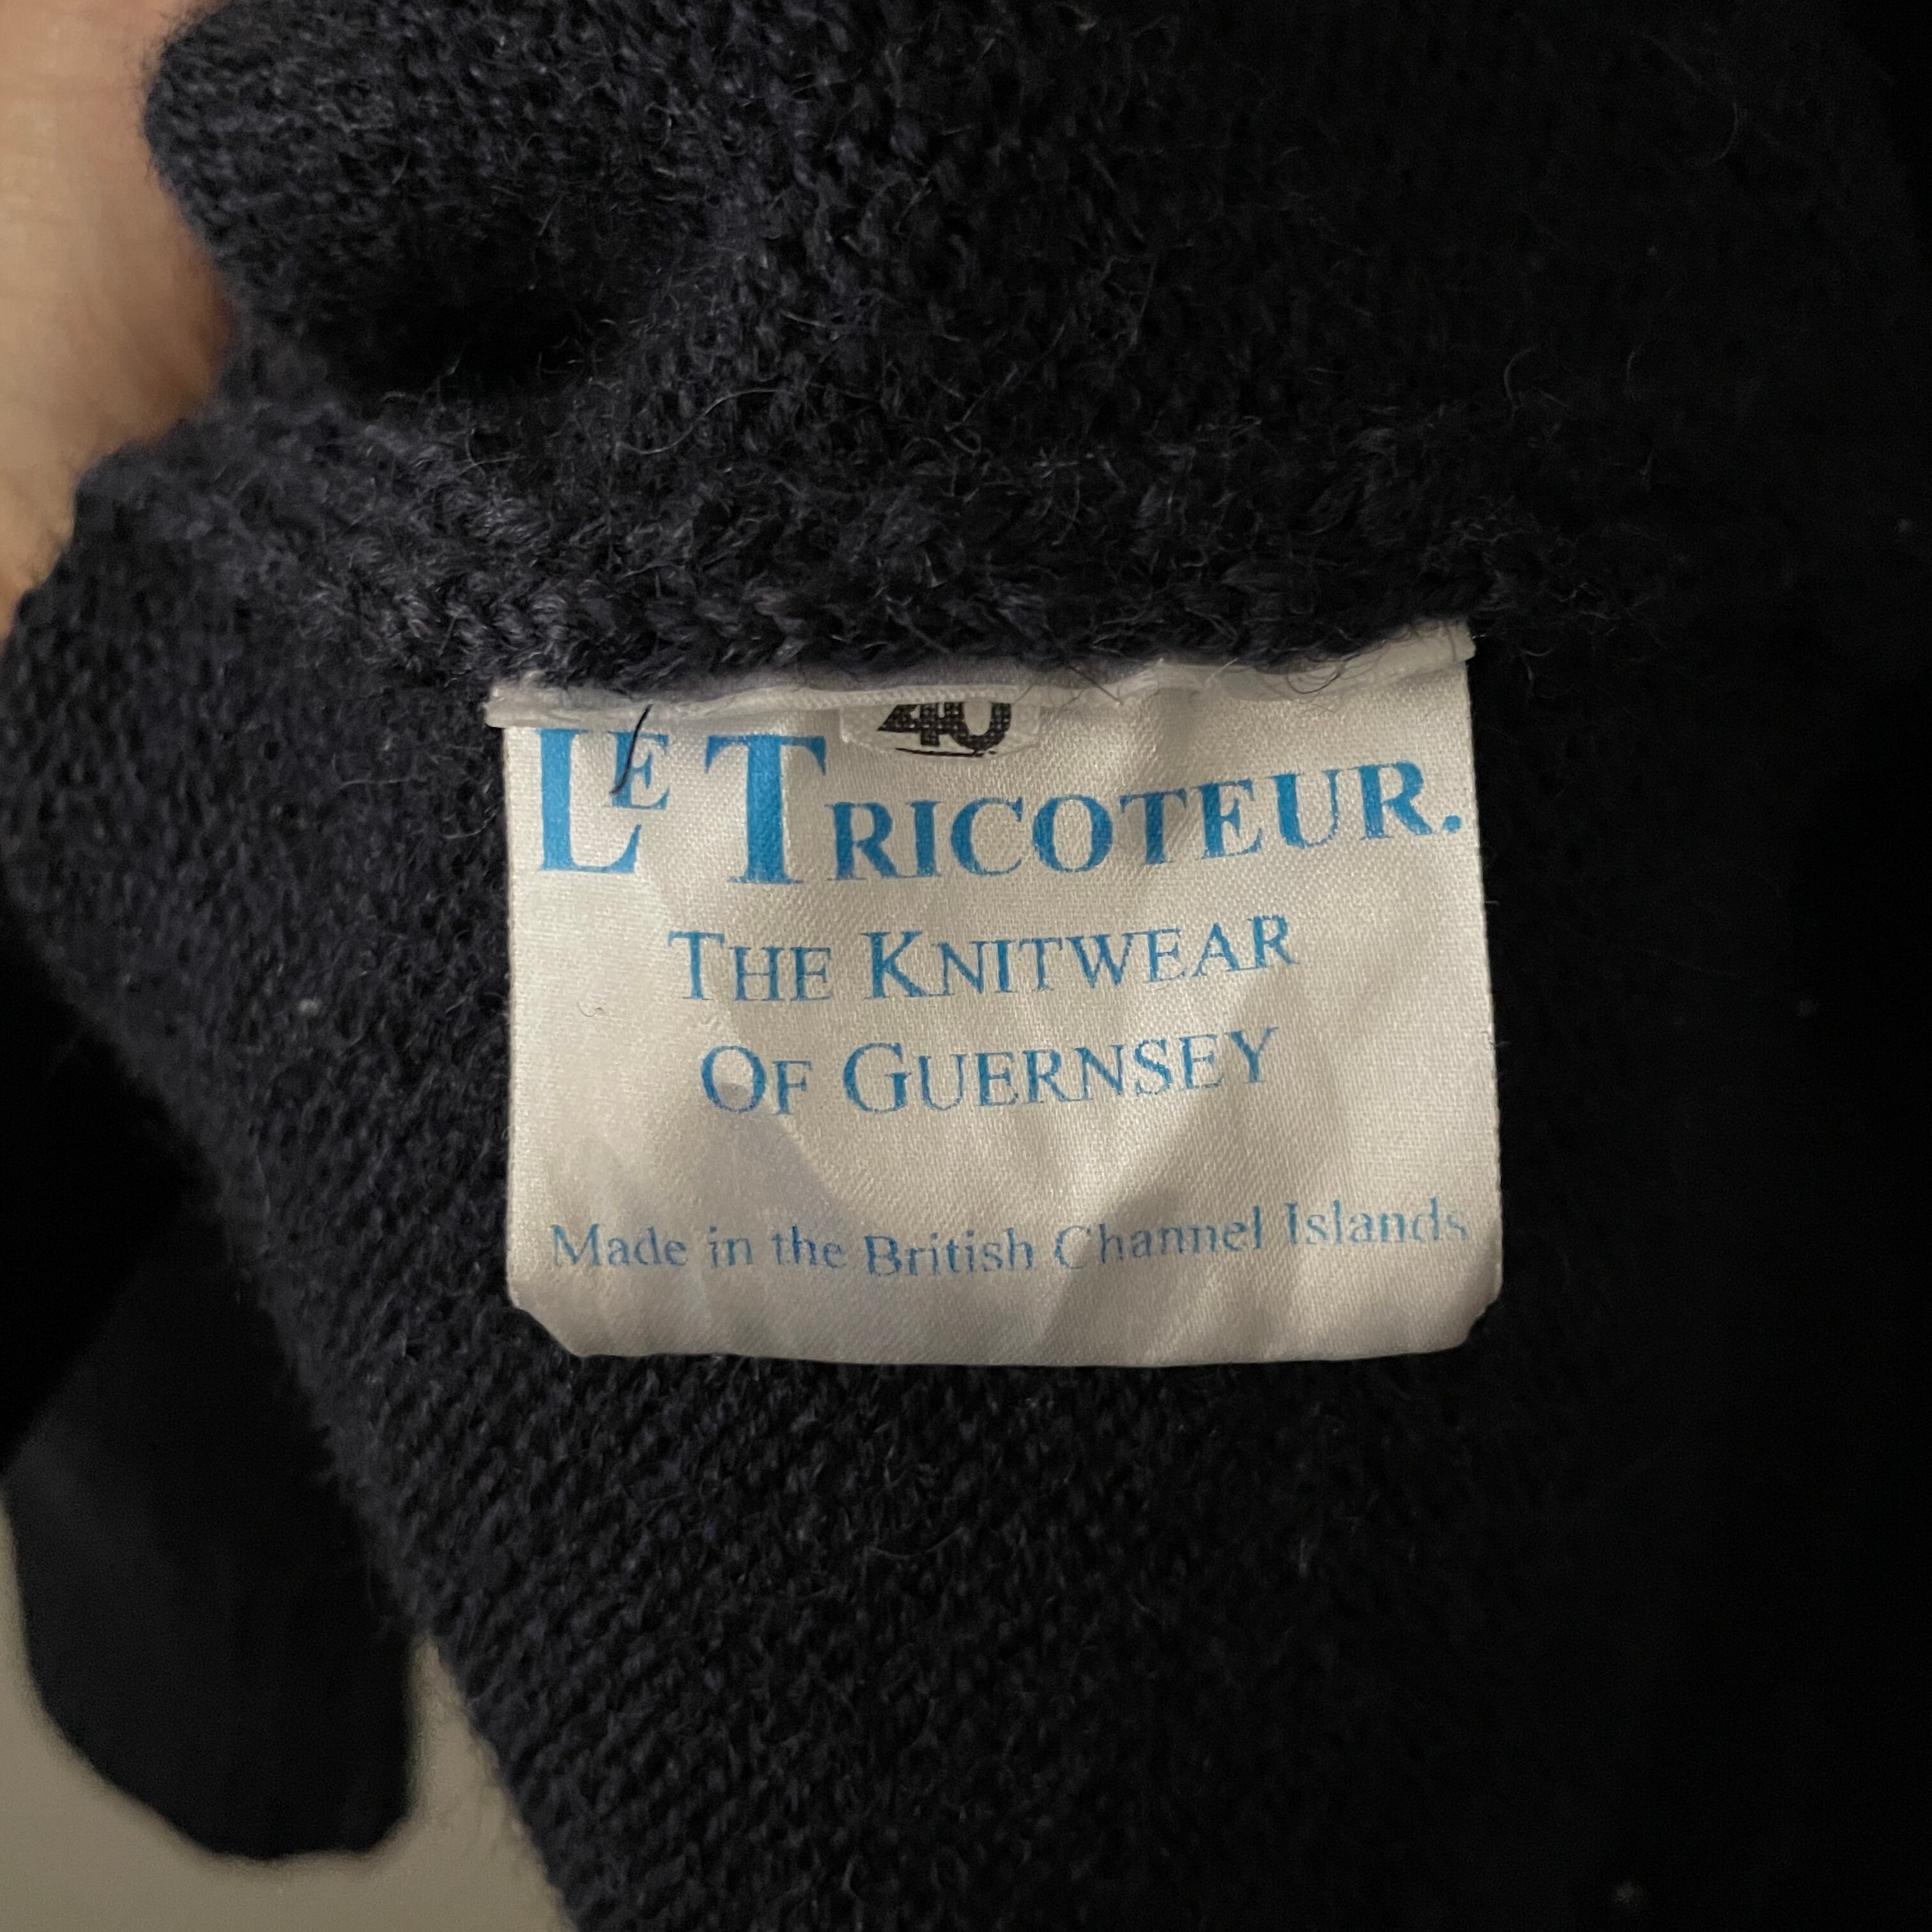 40
LE TRICOTEUR.
THE KNITWEAR
OF GUERNSEY
Made in the British Channel Islands